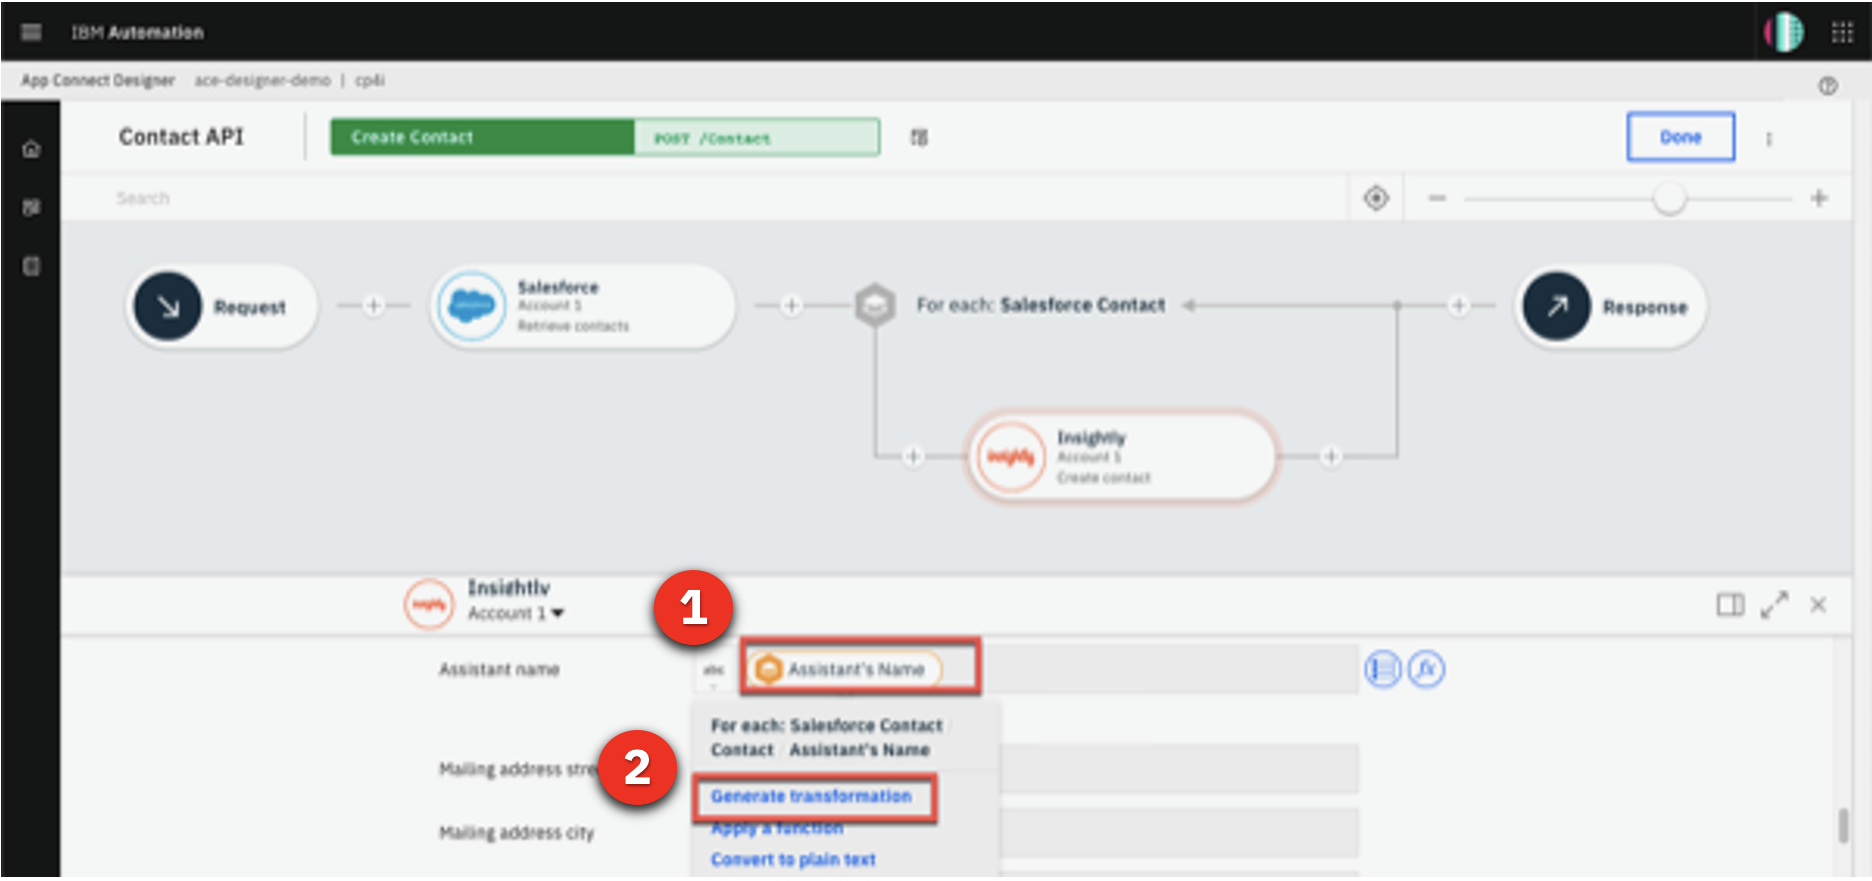 IBM Automation
App Connect Designer ace-designer-demo | cp4i
Contact API
Create Contact
POST /Contact
Done
Search
Request
Salesforce
Account 1
Retrieve contacts
For each: Salesforce Contact
Response
insightly
Insightly
Account 1
Create contact
insightly
Insightly
Account 1
1
Assistant name
abc
Assistant's Name
fx
For each: Salesforce Contact /
Contact / Assistant's Name
2
Mailing address stre
Generate transformation
Apply a function
Mailing address city
Convert to plain text